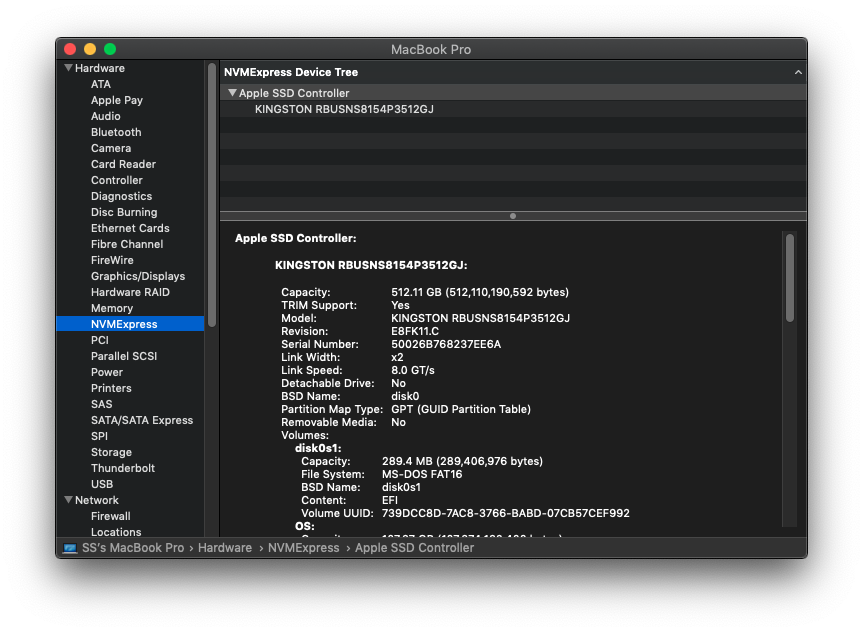 MacBook Pro
Hardware
ATA
Apple Pay
Audio
Bluetooth
Camera
Card Reader
Controller
Diagnostics
Disc Burning
Ethernet Cards
Fibre Channel
FireWire
Graphics/Displays
Hardware RAID
Memory
NVMExpress
PCI
Parallel SCSI
Power
Printers
SAS
SATA/SATA Express
SPI
Storage
Thunderbolt
USB
Network
Firewall
Locations
NVMExpress Device Tree
Apple SSD Controller
KINGSTON RBUSNS8154P3512GJ
Apple SSD Controller:
KINGSTON RBUSNS8154P3512GJ:
Capacity: 512.11 GB (512,110,190,592 bytes)
TRIM Support: Yes
Model: KINGSTON RBUSNS8154P3512GJ
Revision: E8FK11.C
Serial Number: 50026B768237EE6A
Link Width: x2
Link Speed: 8.0 GT/s
Detachable Drive: No
BSD Name: disk0
Partition Map Type: GPT (GUID Partition Table)
Removable Media: No
Volumes:
disk0s1:
Capacity: 289.4 MB (289,406,976 bytes)
File System: MS-DOS FAT16
BSD Name: disk0s1
Content: EFI
Volume UUID: 739DCC8D-7AC8-3766-BABD-07CB57CEF992
OS:
SS's MacBook Pro › Hardware › NVMExpress › Apple SSD Controller